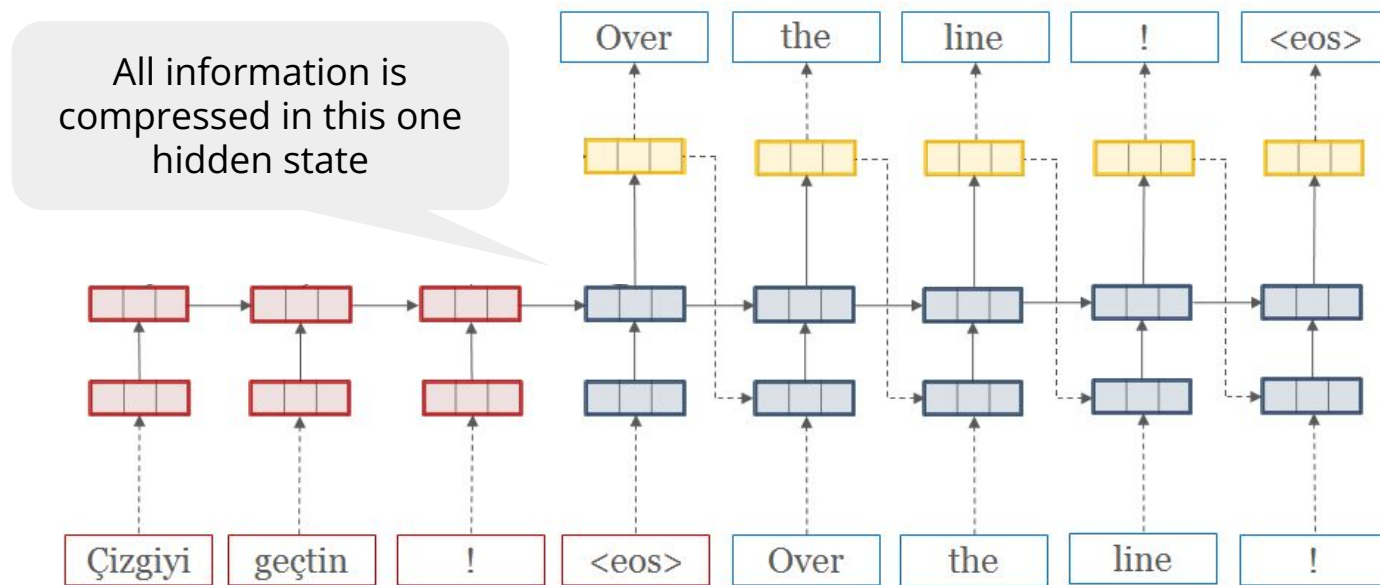 Over the line ! <eos>
All information is
compressed in this one
hidden state
Çizgiyi geçtin ! <eos> Over the line !